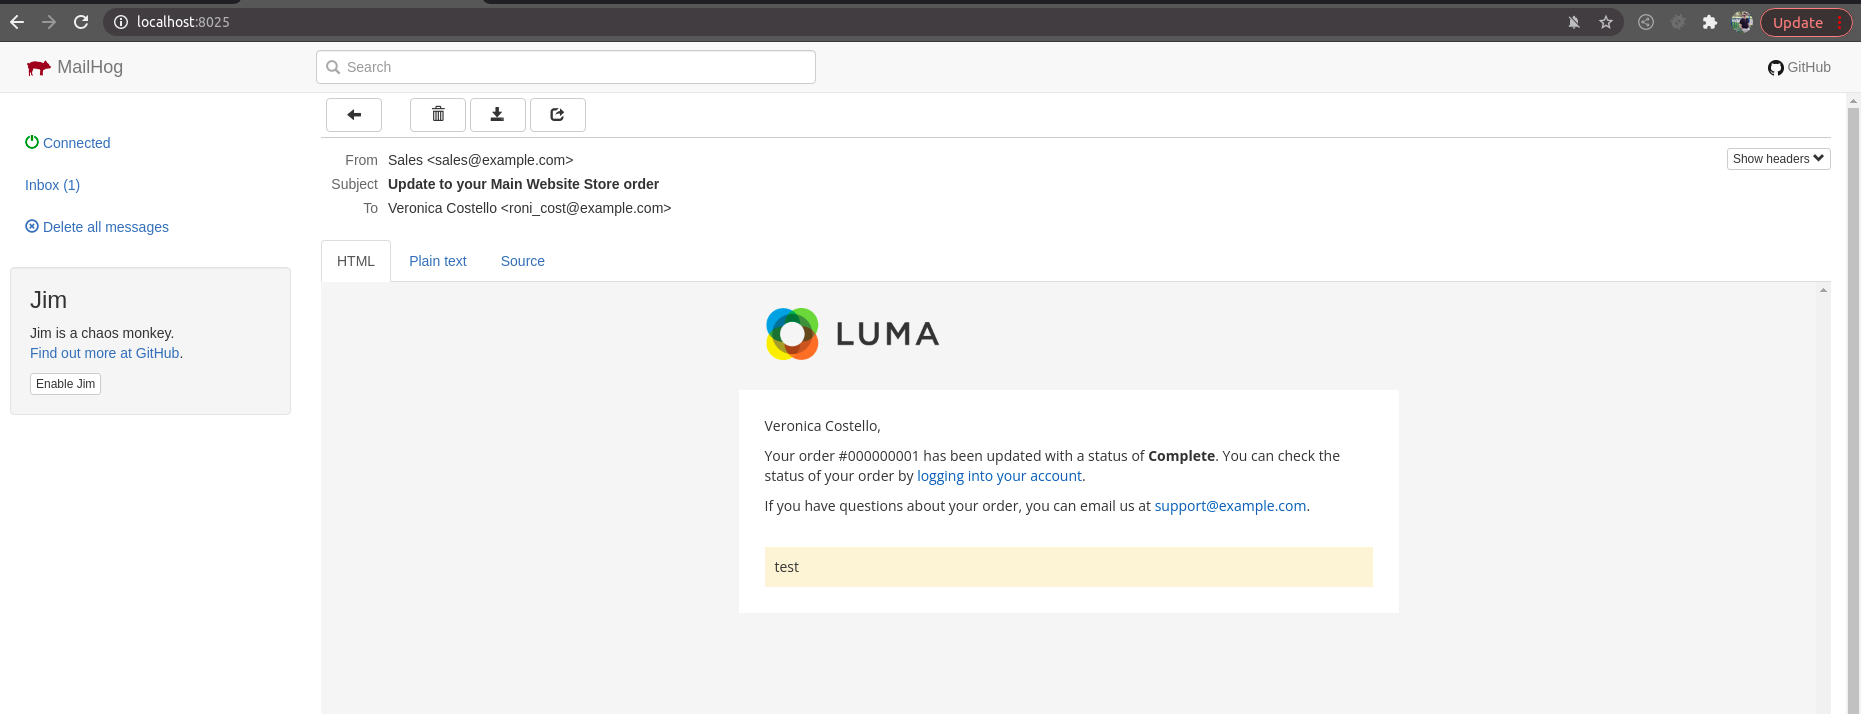 localhost:8025
Update
MailHog
Search
GitHub
Connected
Inbox (1)
Delete all messages
Jim
Jim is a chaos monkey.
Find out more at GitHub.
Enable Jim
From Sales <sales@example.com>
Show headers
Subject Update to your Main Website Store order
To Veronica Costello <roni_cost@example.com>
HTML Plain text Source
LUMA
Veronica Costello,
Your order #000000001 has been updated with a status of Complete. You can check the
status of your order by logging into your account.
If you have questions about your order, you can email us at support@example.com.
test